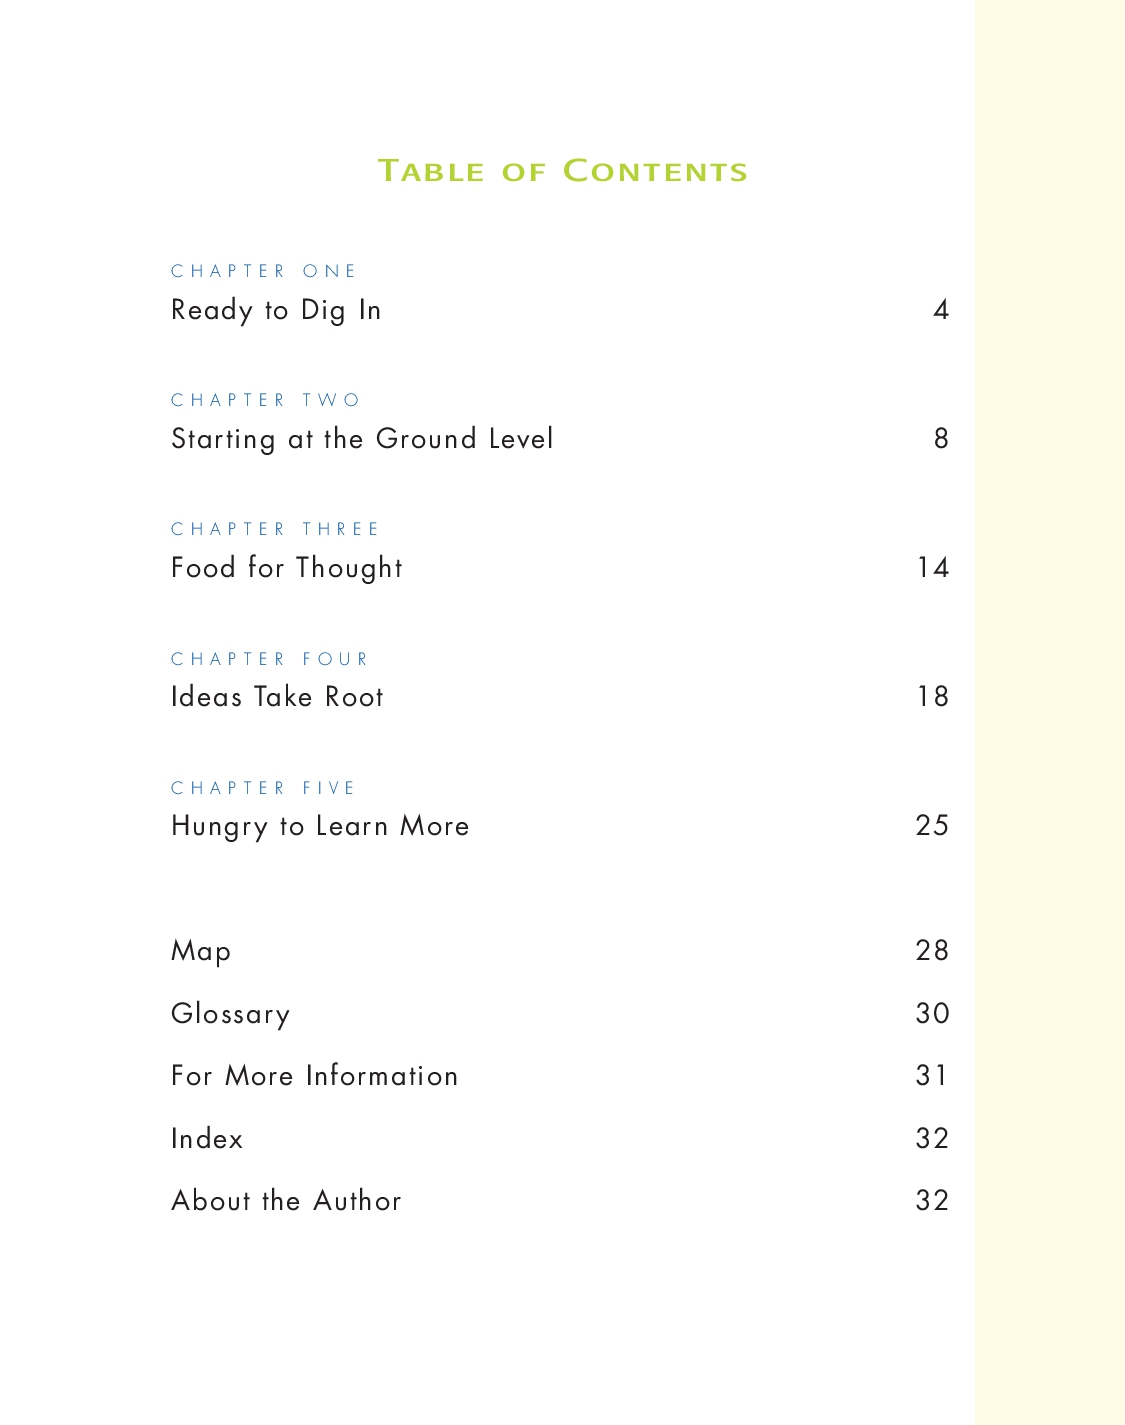 Table of Contents
CHAPTER ONE
Ready to Dig In 4
CHAPTER TWO
Starting at the Ground Level 8
CHAPTER THREE
Food for Thought 14
CHAPTER FOUR
Ideas Take Root 18
CHAPTER FIVE
Hungry to Learn More 25
Map 28
Glossary 30
For More Information 31
Index 32
About the Author 32